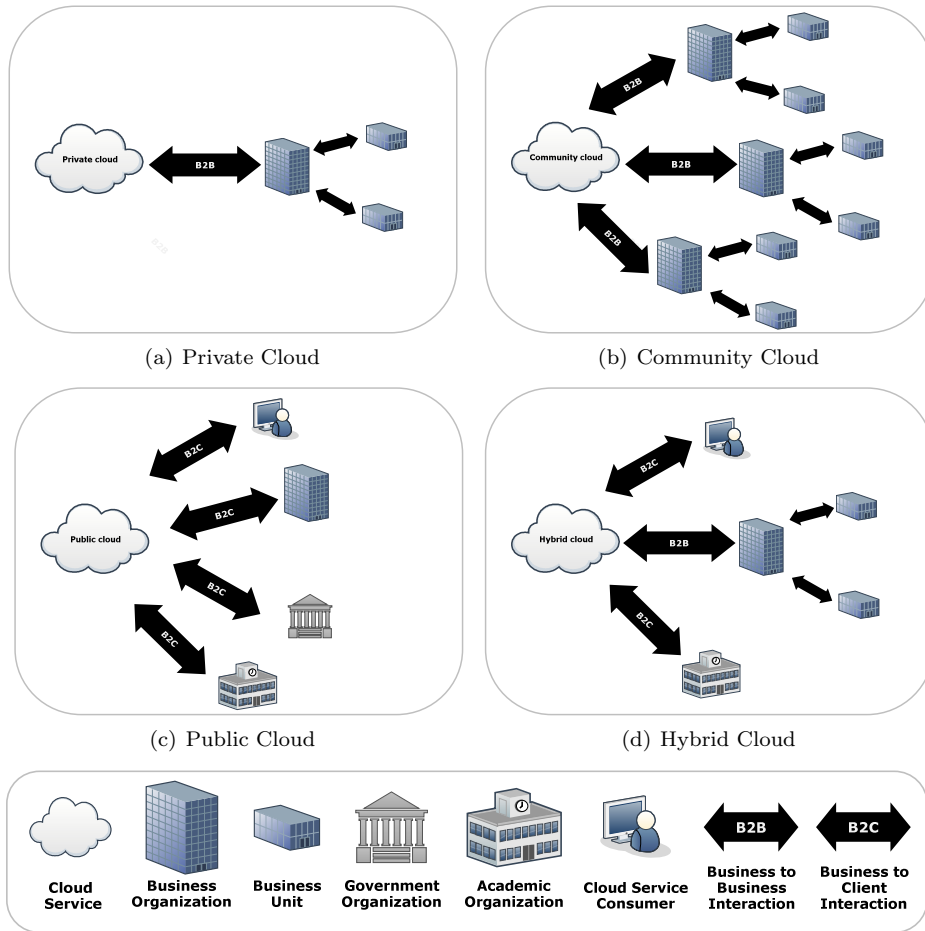 Private cloud
B2B
B2B
(a) Private Cloud
B2B
Community cloud
B2B
B2B
(b) Community Cloud
B2C
B2C
Public cloud
B2C
B2C
(c) Public Cloud
B2C
Hybrid cloud
B2B
B2C
(d) Hybrid Cloud
B2B
B2C
Cloud
Service
Business
Organization
Business
Unit
Government
Organization
Academic
Organization
Cloud Service
Consumer
Business to
Business
Interaction
Business to
Client
Interaction